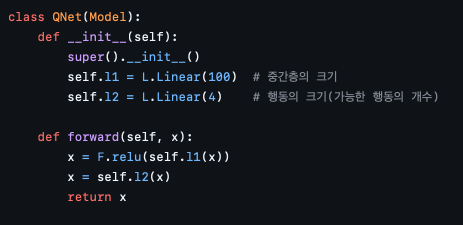 class QNet(Model):
    def __init__(self):
        super().__init__()
        self.l1 = L.Linear(100)  # 중간층의 크기
        self.l2 = L.Linear(4)    # 행동의 크기(가능한 행동의 개수)

    def forward(self, x):
        x = F.relu(self.l1(x))
        x = self.l2(x)
        return x